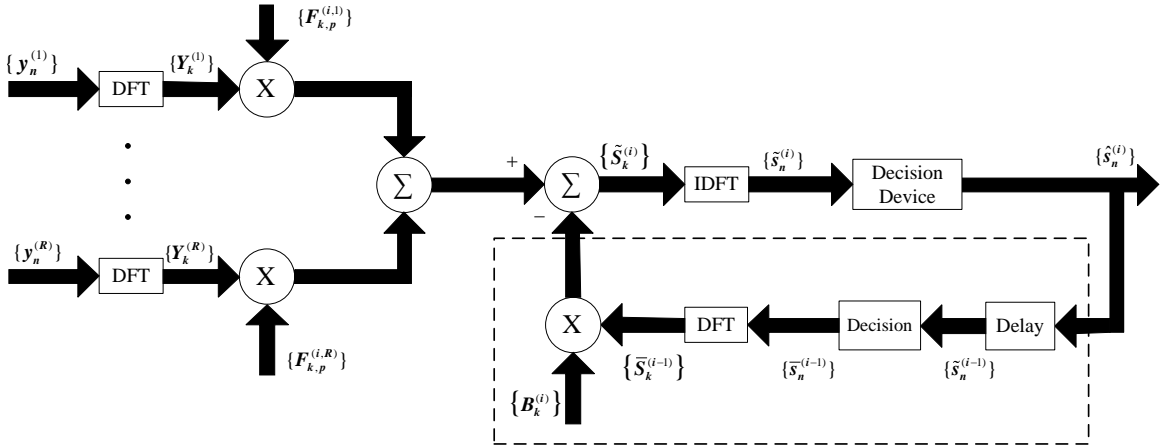 {F_{k,p}^{(i,1)}}
{y_n^{(1)}}
DFT
{Y_k^{(1)}}
X
Σ
+
−
Σ
{S̃_k^{(i)}}
IDFT
{s̃_n^{(i)}}
Decision
Device
{ŝ_n^{(i)}}
{y_n^{(R)}}
DFT
{Y_k^{(R)}}
X
{F_{k,p}^{(i,R)}}
X
DFT
Decision
Delay
{S̄_k^{(i−1)}}
{s̄_n^{(i−1)}}
{s̃_n^{(i−1)}}
{B_k^{(i)}}